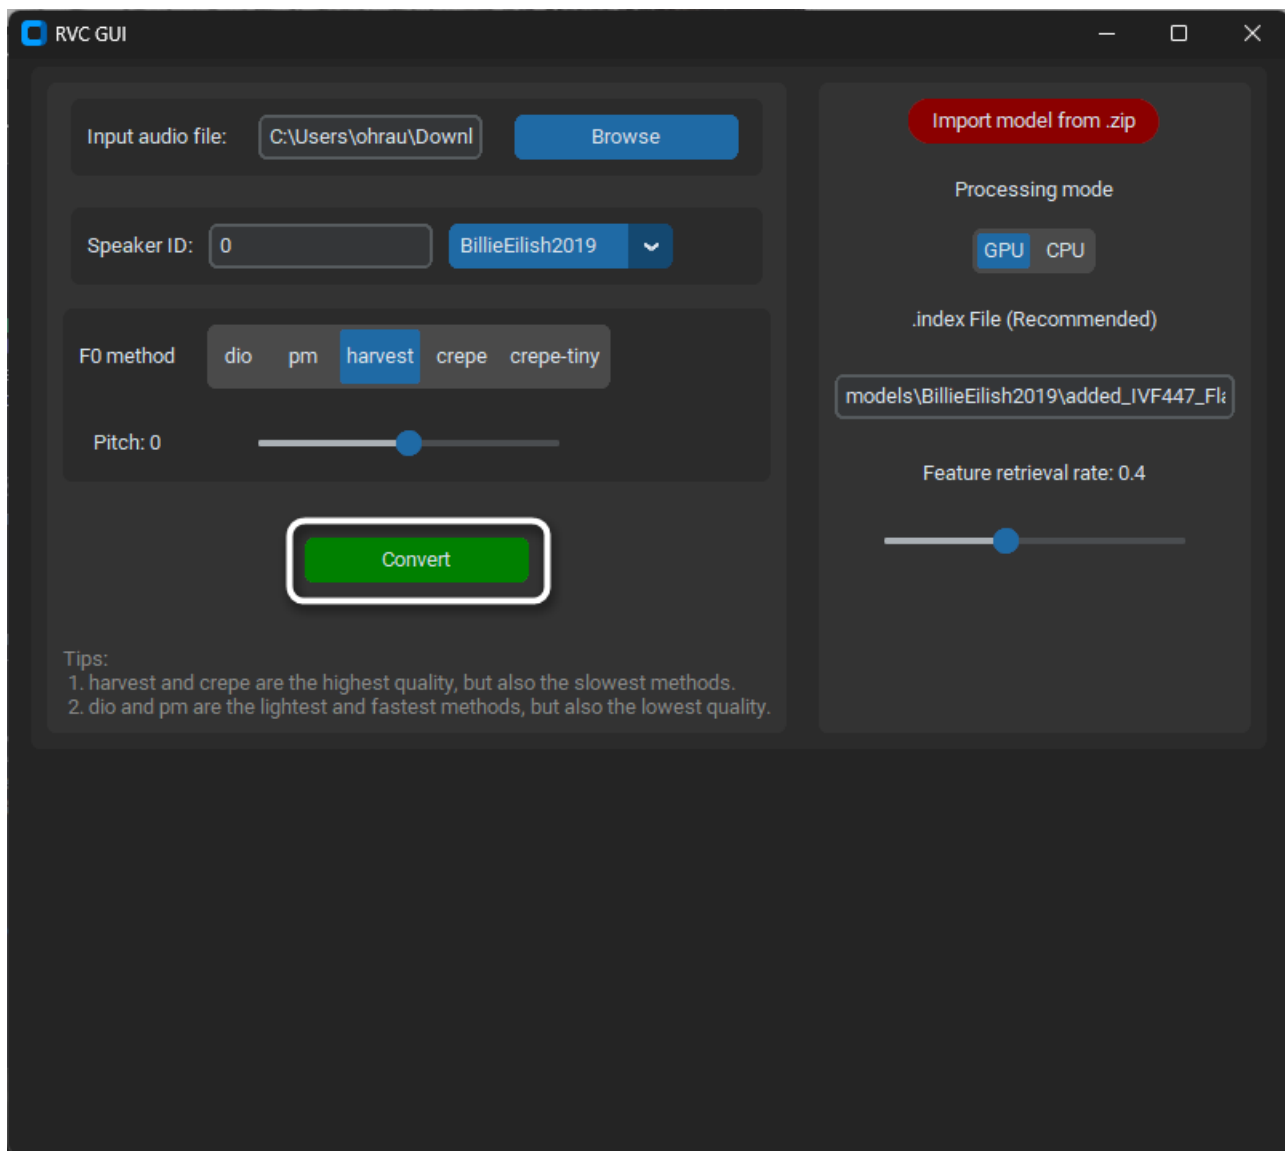 RVC GUI
Input audio file: C:\Users\ohrau\Downl Browse
Speaker ID: 0 BillieEilish2019
F0 method dio pm harvest crepe crepe-tiny
Pitch: 0
Convert
Tips:
1. harvest and crepe are the highest quality, but also the slowest methods.
2. dio and pm are the lightest and fastest methods, but also the lowest quality.
Import model from .zip
Processing mode
GPU CPU
.index File (Recommended)
models\BillieEilish2019\added_IVF447_Fla
Feature retrieval rate: 0.4